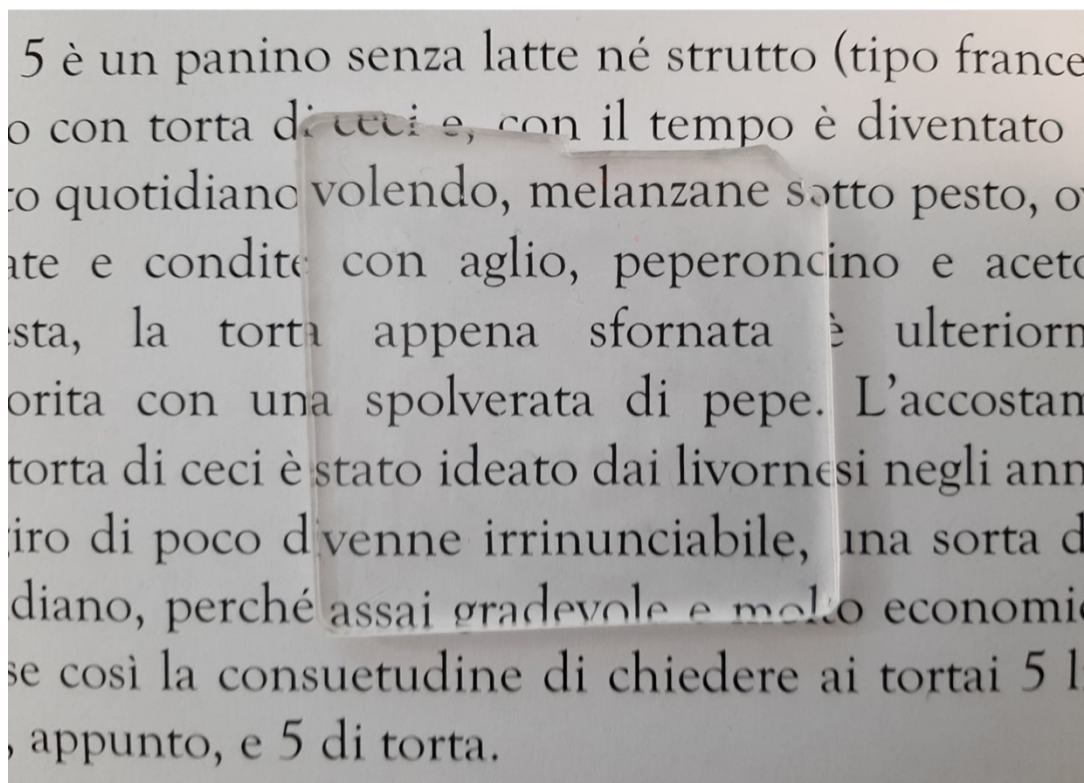 5 è un panino senza latte né strutto (tipo france
o con torta di ceci e, con il tempo è diventato
to quotidiano volendo, melanzane sotto pesto, o
ate e condite con aglio, peperoncino e aceto
sta, la torta appena sfornata è ulteriorm
orita con una spolverata di pepe. L'accostam
torta di ceci è stato ideato dai livornesi negli ann
iro di poco divenne irrinunciabile, una sorta d
diano, perché assai gradevole e molto economic
se così la consuetudine di chiedere ai tortai 5 l
, appunto, e 5 di torta.